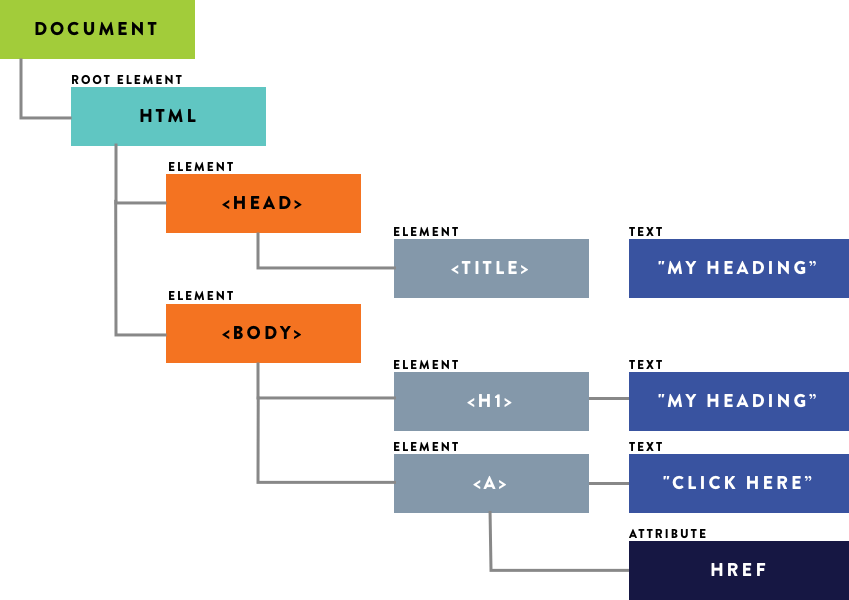 DOCUMENT
ROOT ELEMENT
HTML
ELEMENT
<HEAD>
ELEMENT
<TITLE>
TEXT
"MY HEADING”
ELEMENT
<BODY>
ELEMENT
<H1>
TEXT
"MY HEADING”
ELEMENT
<A>
TEXT
"CLICK HERE”
ATTRIBUTE
HREF